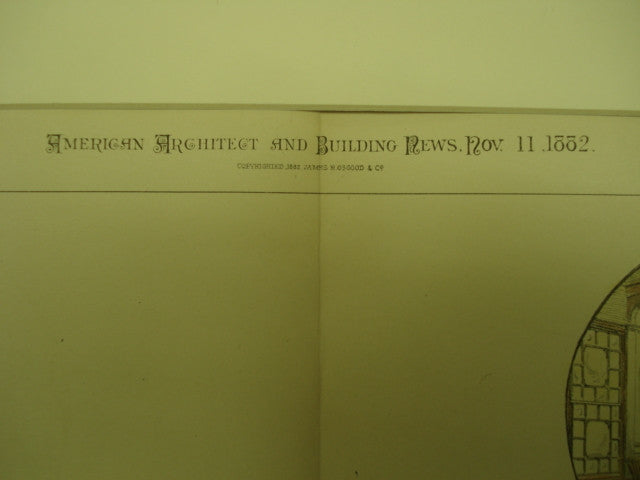 American Architect and Building News. Nov. 11. 1882.
Copyrighted 1882 James R. Osgood & Co